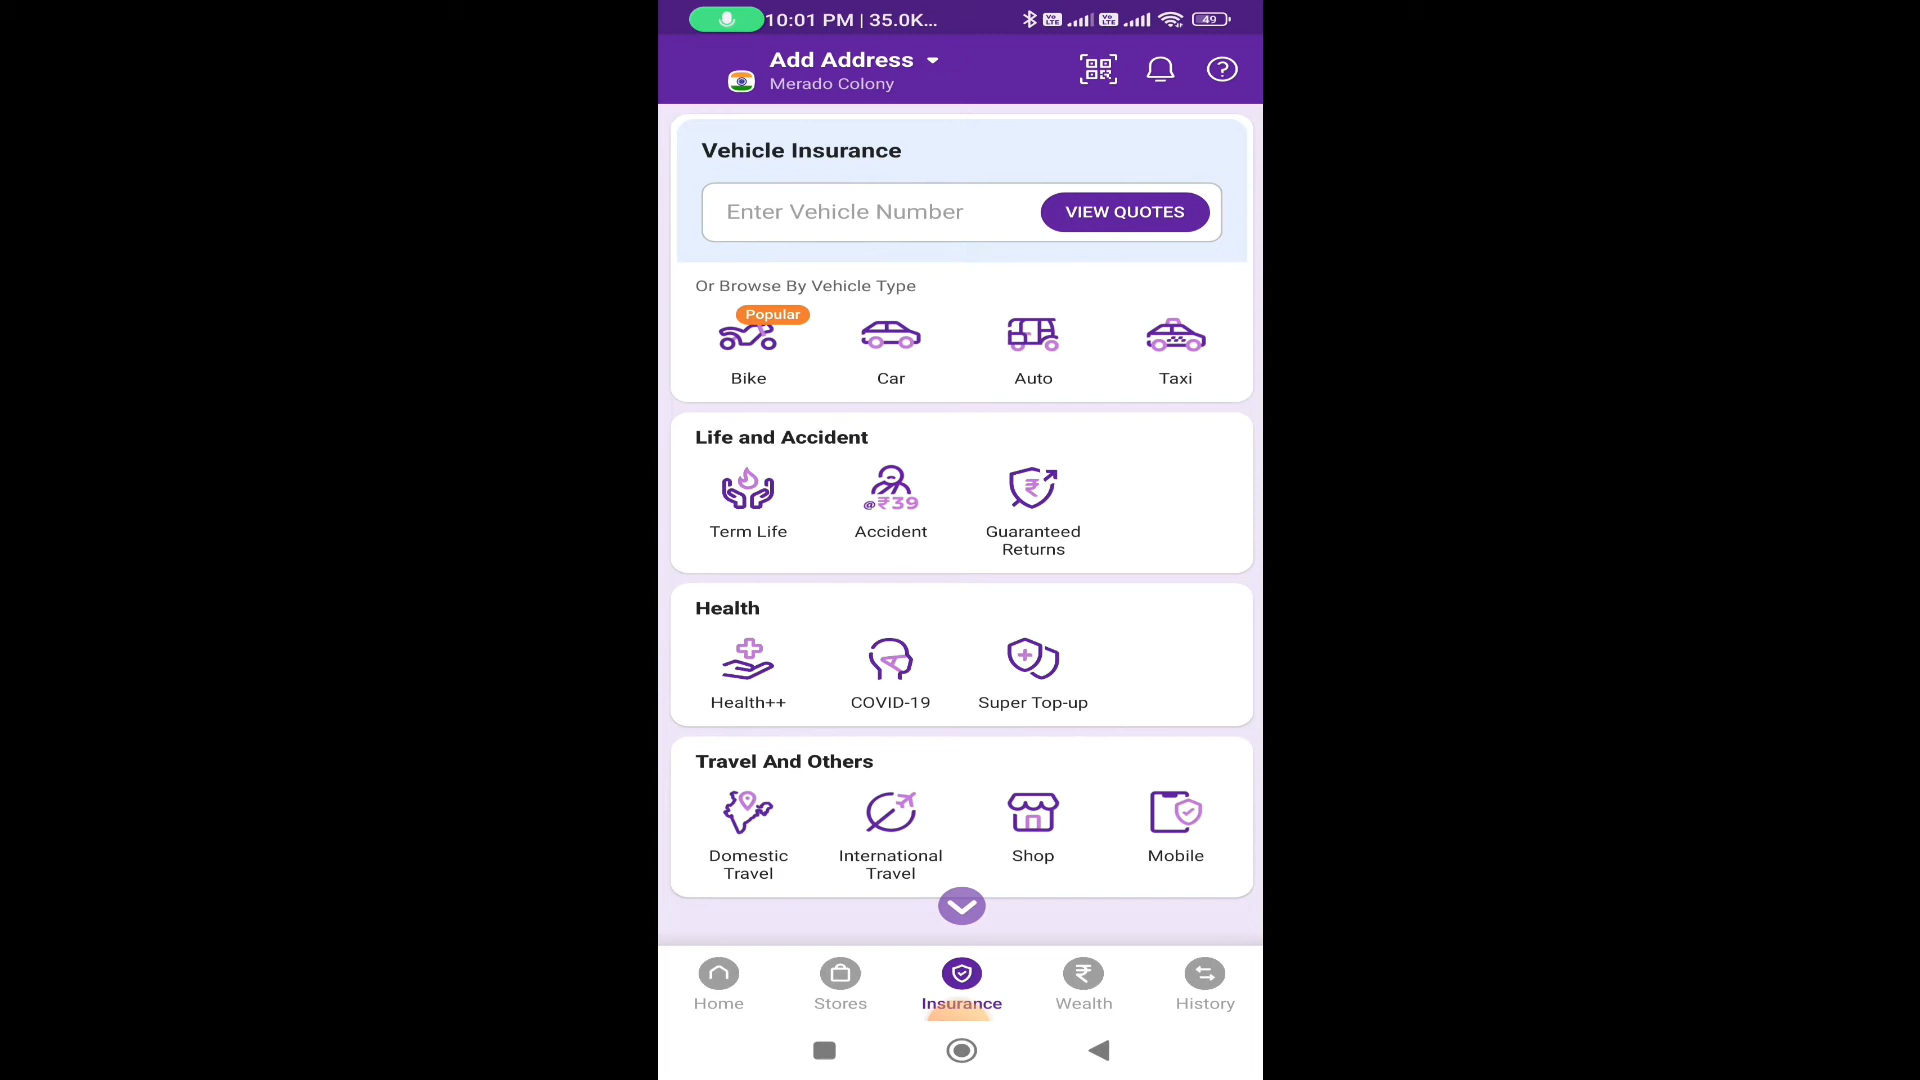 10:01 PM | 35.0K...
49
Add Address
Merado Colony
Vehicle Insurance
Enter Vehicle Number
VIEW QUOTES
Or Browse By Vehicle Type
Popular
Bike
Car
Auto
Taxi
Life and Accident
@₹39
Term Life
Accident
Guaranteed
Returns
Health
Health++
COVID-19
Super Top-up
Travel And Others
Domestic
Travel
International
Travel
Shop
Mobile
Home
Stores
Insurance
Wealth
History